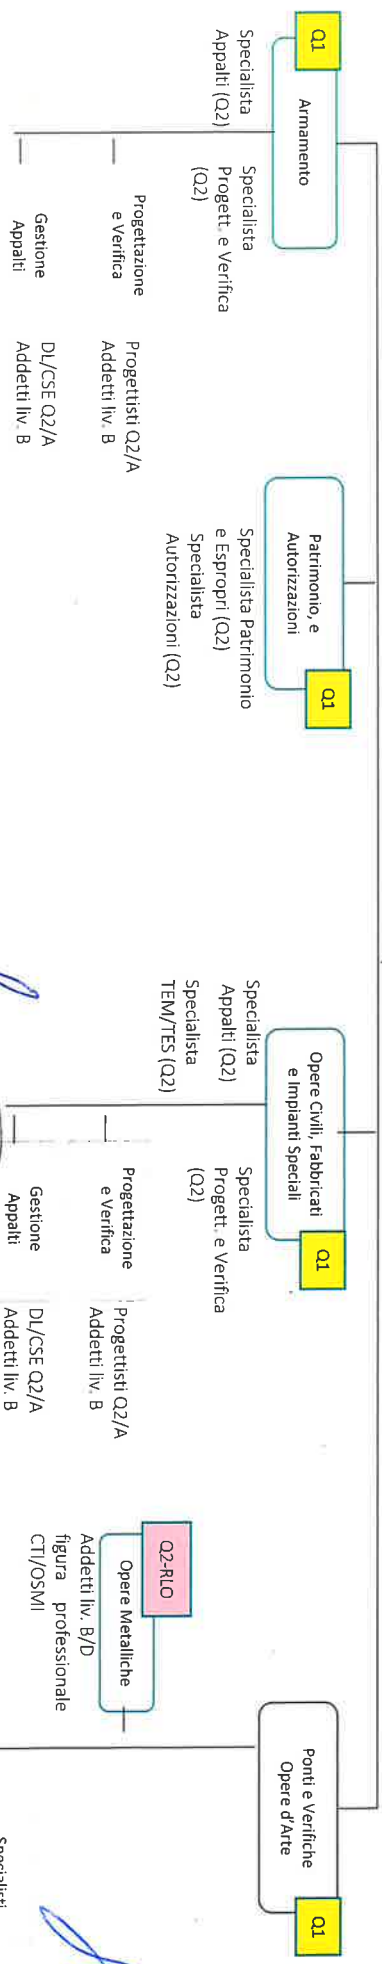 Q1
Armamento
Specialista
Appalti (Q2)
Specialista
Progett. e Verifica
(Q2)
Progettazione
e Verifica
Progettisti Q2/A
Addetti liv. B
Gestione
Appalti
DL/CSE Q2/A
Addetti liv. B
Patrimonio, e
Autorizzazioni
Q1
Specialista Patrimonio
e Espropri (Q2)
Specialista
Autorizzazioni (Q2)
Opere Civili, Fabbricati
e Impianti Speciali
Q1
Specialista
Appalti (Q2)
Specialista
TEM/TES (Q2)
Specialista
Progett. e Verifica
(Q2)
Progettazione
e Verifica
Progettisti Q2/A
Addetti liv. B
Gestione
Appalti
DL/CSE Q2/A
Addetti liv. B
Ponti e Verifiche
Opere d'Arte
Q1
Q2-RLO
Opere Metalliche
Addetti liv. B/D
figura professionale
CTI/OSMI
Specialisti